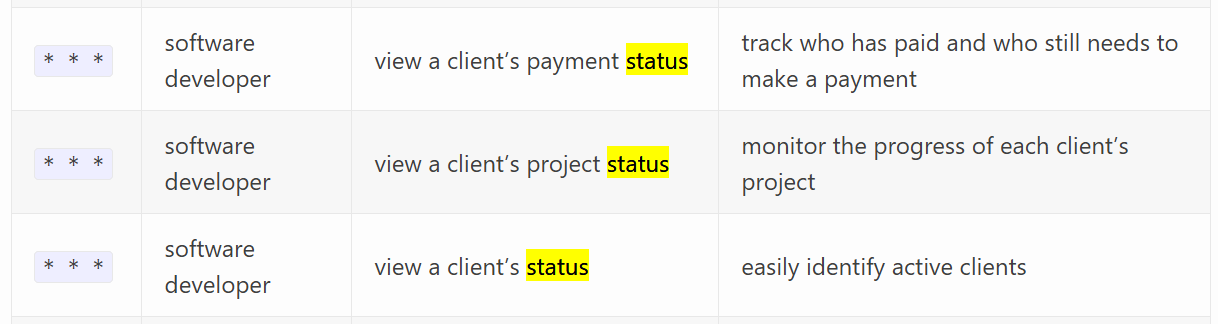 * * *
software
developer
view a client’s payment status
track who has paid and who still needs to
make a payment
* * *
software
developer
view a client’s project status
monitor the progress of each client’s
project
* * *
software
developer
view a client’s status
easily identify active clients